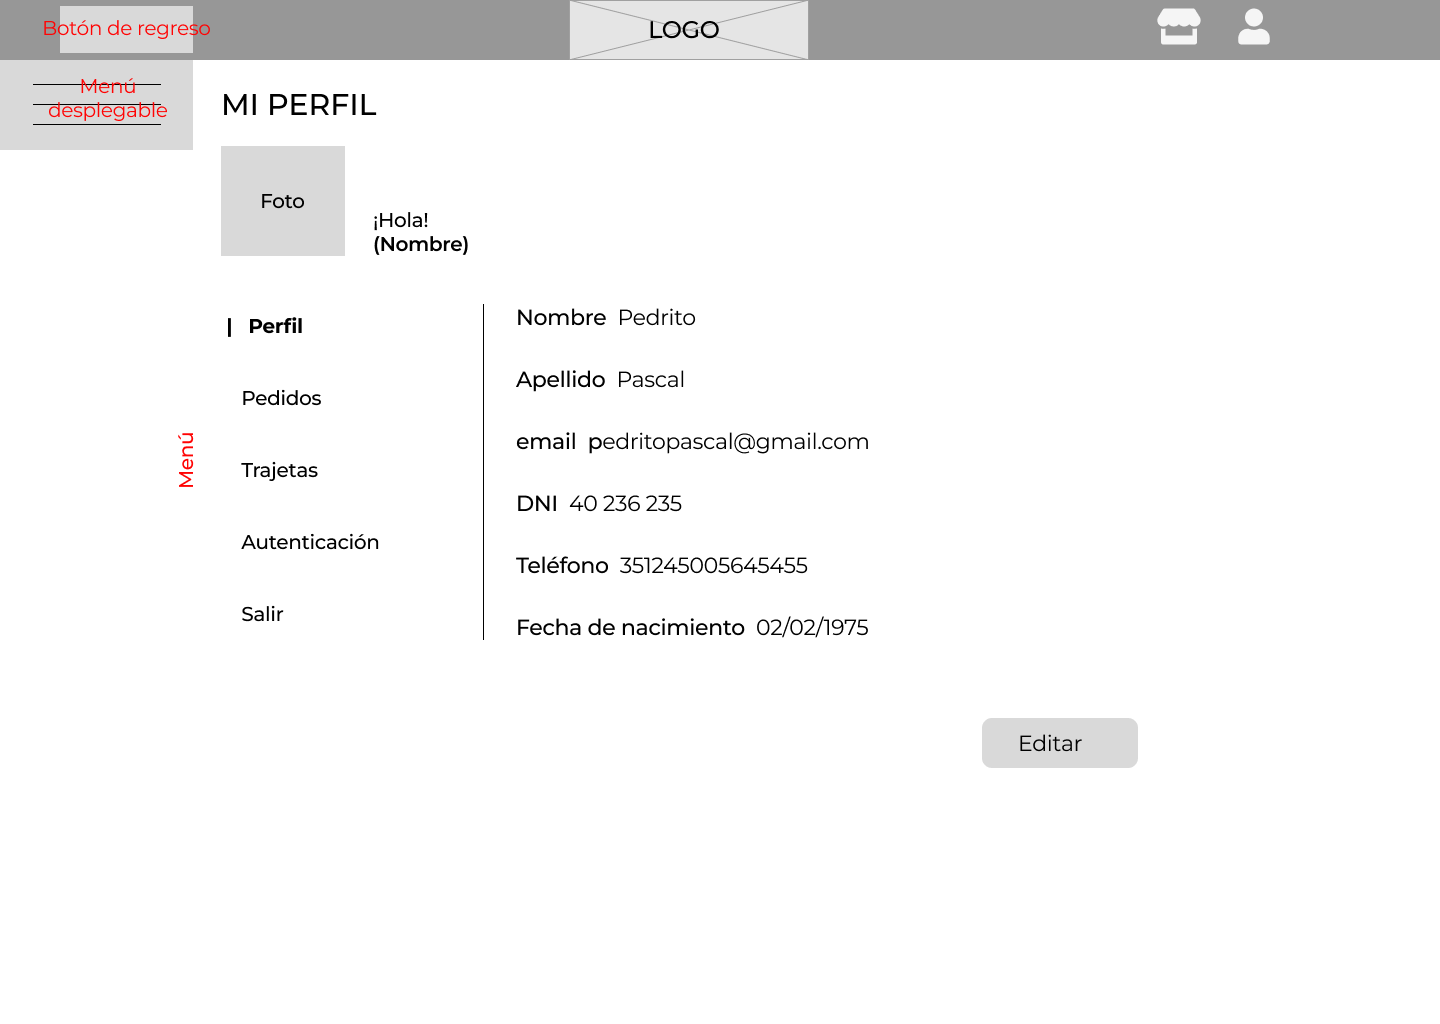 Botón de regreso
LOGO
Menú
desplegable
MI PERFIL
Foto
¡Hola!
(Nombre)
Perfil
Pedidos
Trajetas
Autenticación
Salir
Menú
Nombre Pedrito
Apellido Pascal
email pedritopascal@gmail.com
DNI 40 236 235
Teléfono 351245005645455
Fecha de nacimiento 02/02/1975
Editar